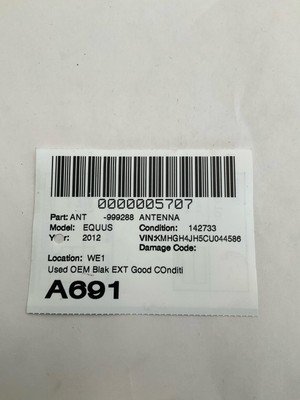 0000005707
Part: ANT -999288 ANTENNA
Model: EQUUS Condition: 142733
Year: 2012 VIN:KMHGH4JH5CU044586
Damage Code:
Location: WE1
Used OEM Blak EXT Good COnditi
A691